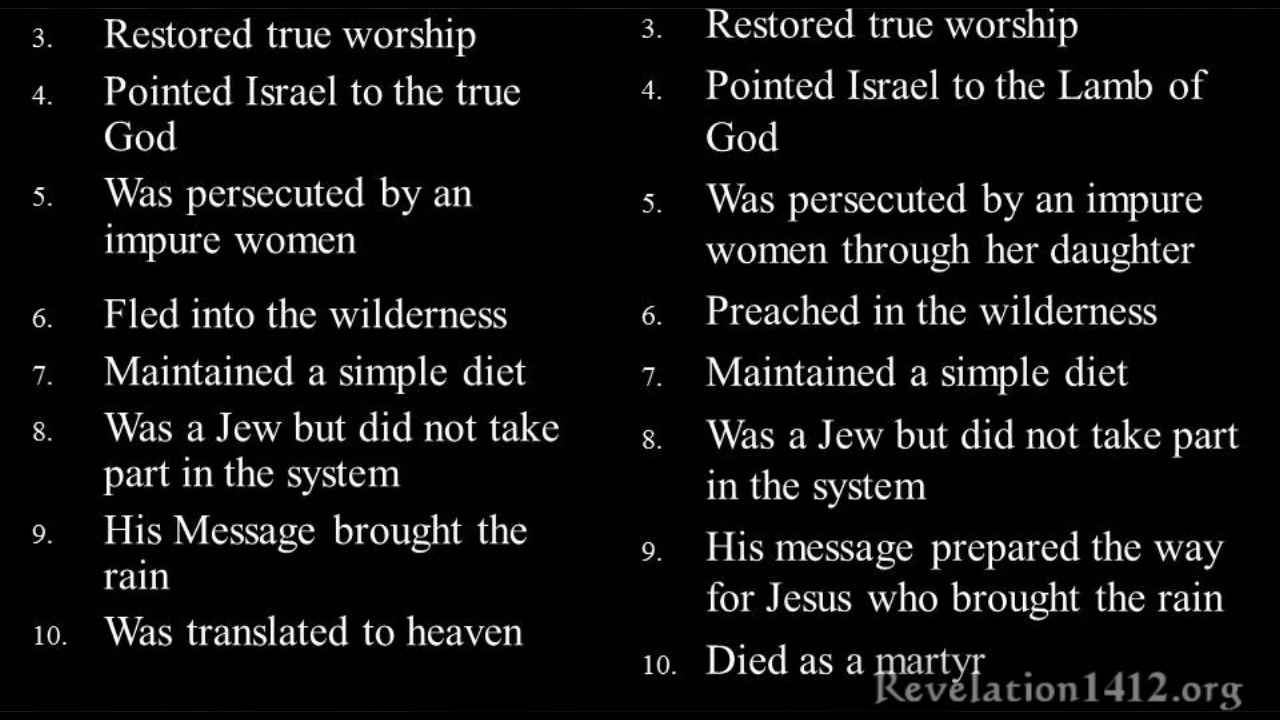 3. Restored true worship
4. Pointed Israel to the true
God
5. Was persecuted by an
impure women
6. Fled into the wilderness
7. Maintained a simple diet
8. Was a Jew but did not take
part in the system
9. His Message brought the
rain
10. Was translated to heaven
3. Restored true worship
4. Pointed Israel to the Lamb of
God
5. Was persecuted by an impure
women through her daughter
6. Preached in the wilderness
7. Maintained a simple diet
8. Was a Jew but did not take part
in the system
9. His message prepared the way
for Jesus who brought the rain
10. Died as a martyr
Revelation1412.org